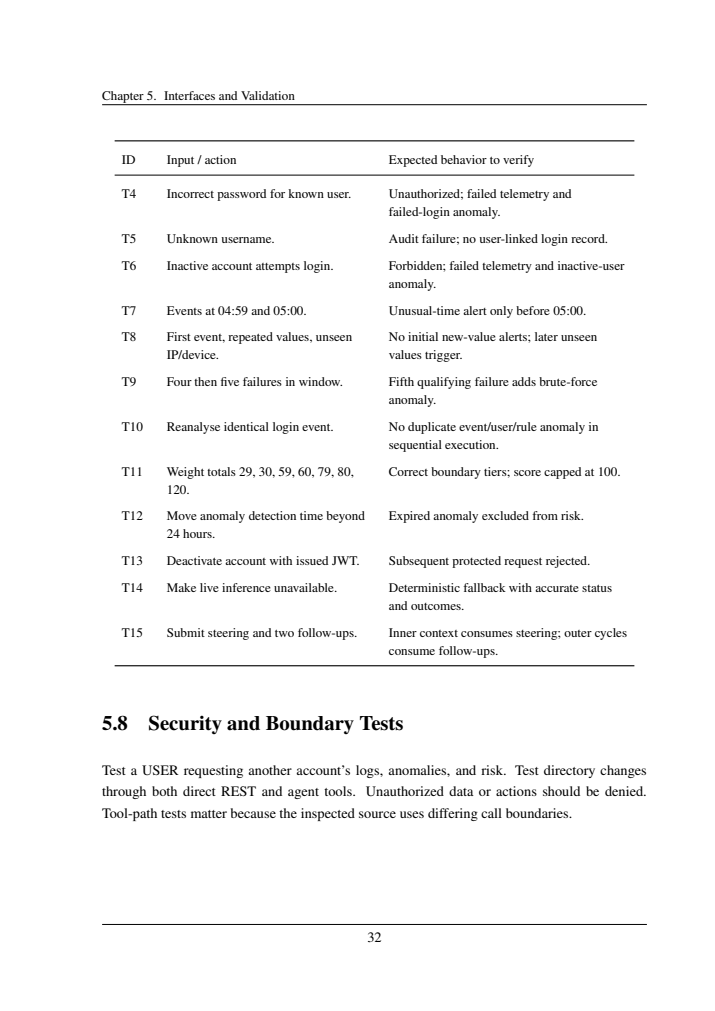 Chapter 5. Interfaces and Validation
ID Input / action Expected behavior to verify
T4 Incorrect password for known user. Unauthorized; failed telemetry and
failed-login anomaly.
T5 Unknown username. Audit failure; no user-linked login record.
T6 Inactive account attempts login. Forbidden; failed telemetry and inactive-user
anomaly.
T7 Events at 04:59 and 05:00. Unusual-time alert only before 05:00.
T8 First event, repeated values, unseen No initial new-value alerts; later unseen
IP/device. values trigger.
T9 Four then five failures in window. Fifth qualifying failure adds brute-force
anomaly.
T10 Reanalyse identical login event. No duplicate event/user/rule anomaly in
sequential execution.
T11 Weight totals 29, 30, 59, 60, 79, 80, Correct boundary tiers; score capped at 100.
120.
T12 Move anomaly detection time beyond Expired anomaly excluded from risk.
24 hours.
T13 Deactivate account with issued JWT. Subsequent protected request rejected.
T14 Make live inference unavailable. Deterministic fallback with accurate status
and outcomes.
T15 Submit steering and two follow-ups. Inner context consumes steering; outer cycles
consume follow-ups.
5.8 Security and Boundary Tests
Test a USER requesting another account's logs, anomalies, and risk. Test directory changes
through both direct REST and agent tools. Unauthorized data or actions should be denied.
Tool-path tests matter because the inspected source uses differing call boundaries.
32